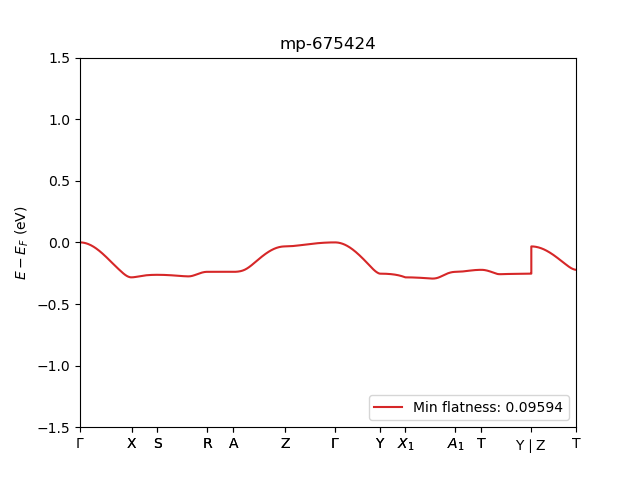 mp-675424
E − E_F (eV)
1.5
1.0
0.5
0.0
−0.5
−1.0
−1.5
Min flatness: 0.09594
Γ X S R A Z Γ Y X₁ A₁ T Y | Z T